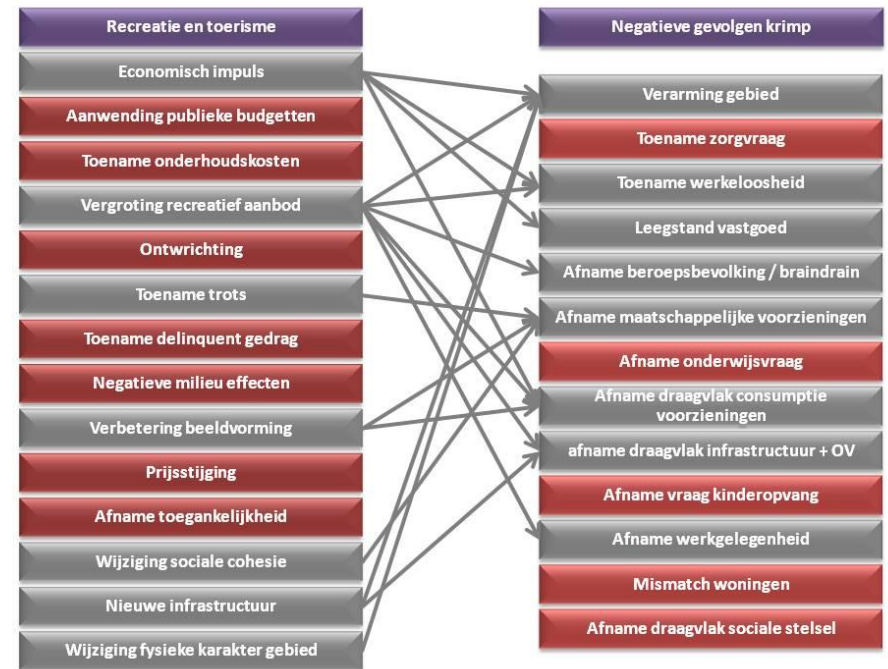 Recreatie en toerisme
Economisch impuls
Aanwending publieke budgetten
Toename onderhoudskosten
Vergroting recreatief aanbod
Ontwrichting
Toename trots
Toename delinquent gedrag
Negatieve milieu effecten
Verbetering beeldvorming
Prijsstijging
Afname toegankelijkheid
Wijziging sociale cohesie
Nieuwe infrastructuur
Wijziging fysieke karakter gebied
Negatieve gevolgen krimp
Verarming gebied
Toename zorgvraag
Toename werkeloosheid
Leegstand vastgoed
Afname beroepsbevolking / braindrain
Afname maatschappelijke voorzieningen
Afname onderwijsvraag
Afname draagvlak consumptie
voorzieningen
afname draagvlak infrastructuur + OV
Afname vraag kinderopvang
Afname werkgelegenheid
Mismatch woningen
Afname draagvlak sociale stelsel